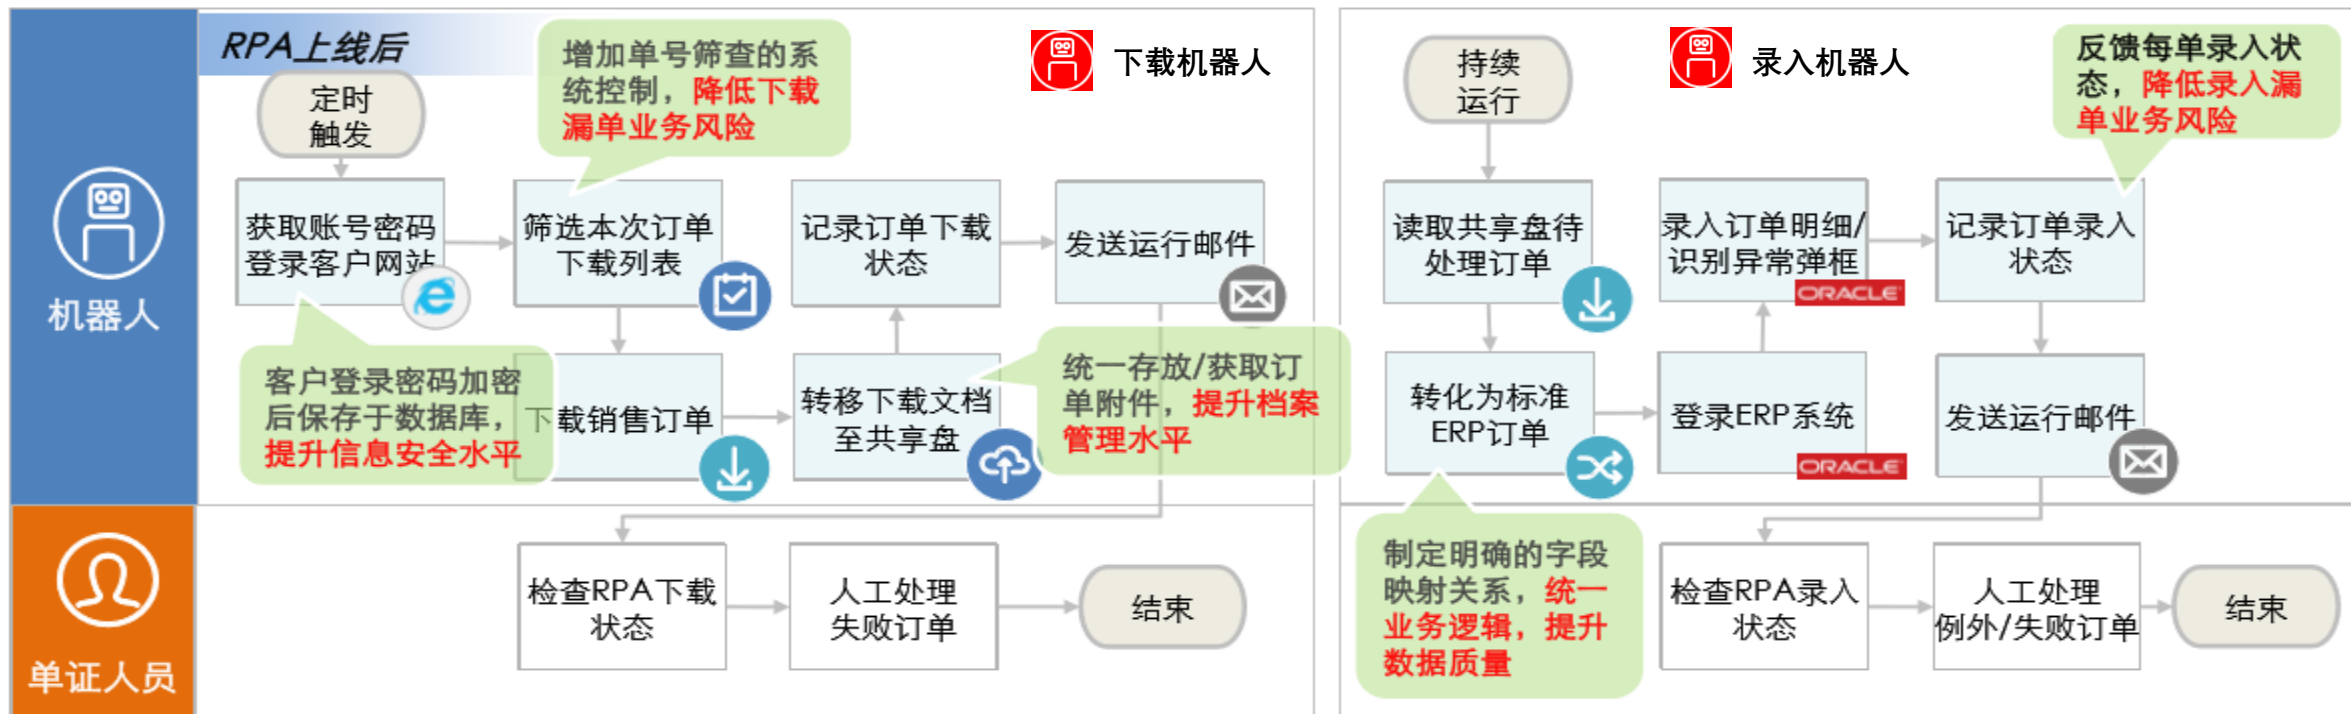 RPA上线后
下载机器人
定时
触发
增加单号筛查的系
统控制，降低下载
漏单业务风险
获取账号密码
登录客户网站
筛选本次订单
下载列表
记录订单下载
状态
发送运行邮件
客户登录密码加密
后保存于数据库，
提升信息安全水平
下载销售订单
转移下载文档
至共享盘
统一存放/获取订
单附件，提升档案
管理水平
机器人
检查RPA下载
状态
人工处理
失败订单
结束
单证人员
持续
运行
录入机器人
反馈每单录入状
态，降低录入漏
单业务风险
读取共享盘待
处理订单
录入订单明细/
识别异常弹框
ORACLE
记录订单录入
状态
转化为标准
ERP订单
登录ERP系统
ORACLE
发送运行邮件
制定明确的字段
映射关系，统一
业务逻辑，提升
数据质量
检查RPA录入
状态
人工处理
例外/失败订单
结束